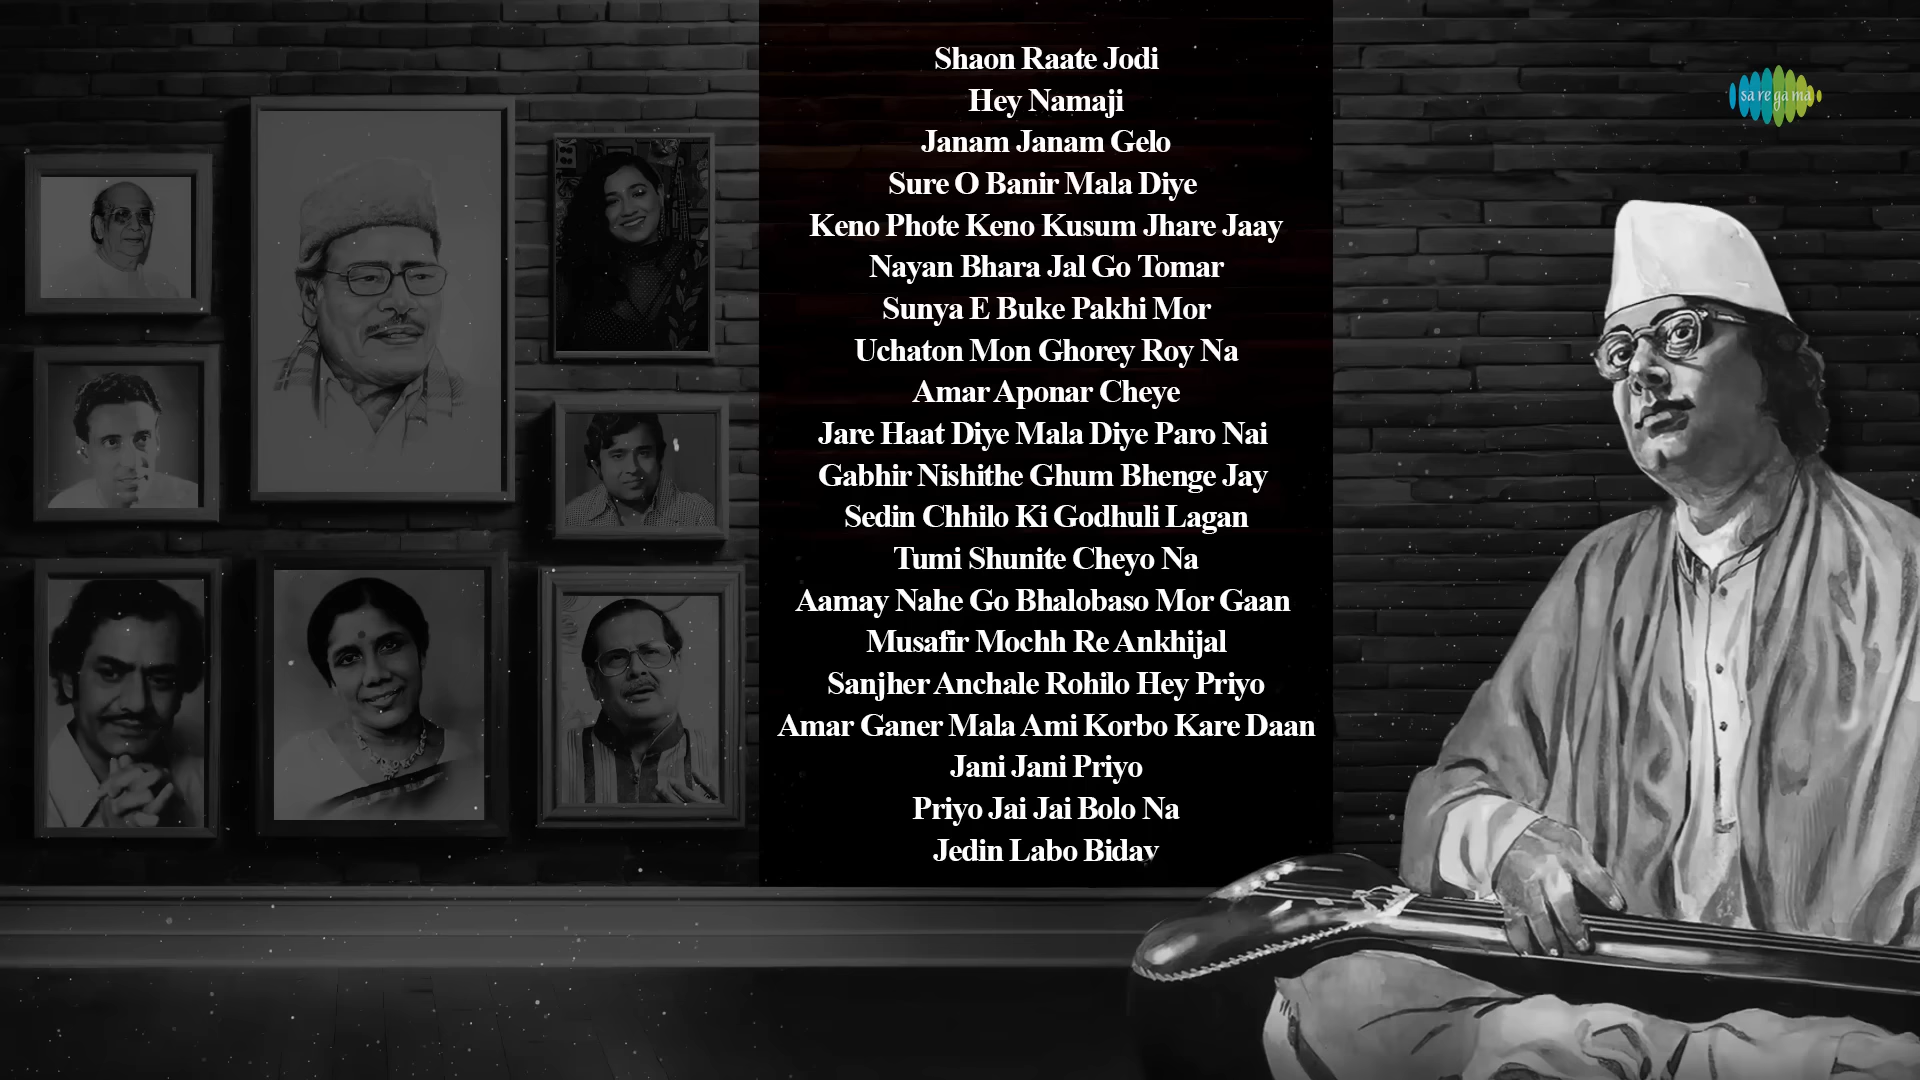 Shaon Raate Jodi
Hey Namaji
Janam Janam Gelo
Sure O Banir Mala Diye
Keno Phote Keno Kusum Jhare Jaay
Nayan Bhara Jal Go Tomar
Sunya E Buke Pakhi Mor
Uchaton Mon Ghorey Roy Na
Amar Aponar Cheye
Jare Haat Diye Mala Diye Paro Nai
Gabhir Nishithe Ghum Bhenge Jay
Sedin Chhilo Ki Godhuli Lagan
Tumi Shunite Cheyo Na
Aamay Nahe Go Bhalobaso Mor Gaan
Musafir Mochh Re Ankhijal
Sanjher Anchale Rohilo Hey Priyo
Amar Ganer Mala Ami Korbo Kare Daan
Jani Jani Priyo
Priyo Jai Jai Bolo Na
Jedin Labo Biday
sa re ga ma